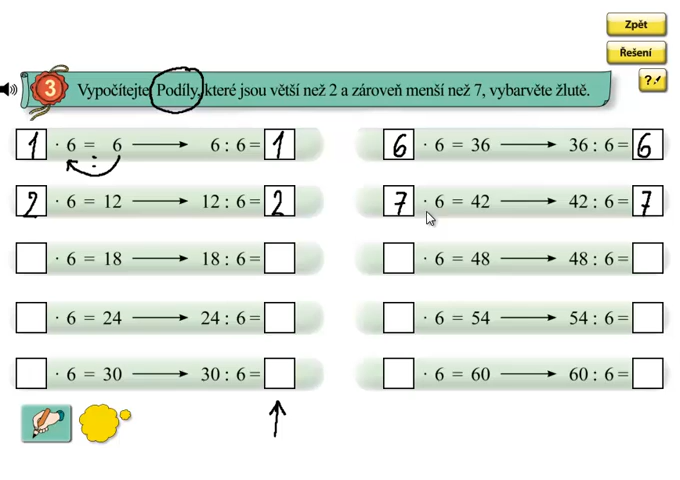 Zpět
Řešení
?
3 Vypočítejte. Podíly, které jsou větší než 2 a zároveň menší než 7, vybarvěte žlutě.
1 · 6 = 6 → 6 : 6 = 1
:
2 · 6 = 12 → 12 : 6 = 2
· 6 = 18 → 18 : 6 =
· 6 = 24 → 24 : 6 =
· 6 = 30 → 30 : 6 =
6 · 6 = 36 → 36 : 6 = 6
7 · 6 = 42 → 42 : 6 = 7
· 6 = 48 → 48 : 6 =
· 6 = 54 → 54 : 6 =
· 6 = 60 → 60 : 6 =